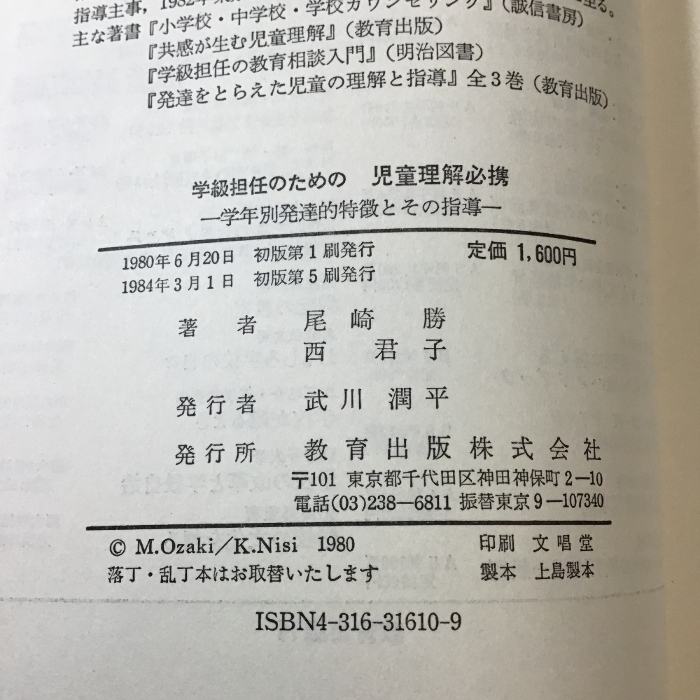 指導主事，1982年
主な著書『小学校・中学校・学校カウンセリング』（誠信書房）
『共感が生む児童理解』（教育出版）
『学級担任の教育相談入門』（明治図書）
『発達をとらえた児童の理解と指導』全３巻（教育出版）
学級担任のための　児童理解必携
―学年別発達的特徴とその指導―
1980年６月20日　初版第１刷発行　定価 1,600円
1984年３月１日　初版第５刷発行
著　者　尾　崎　勝
西　君　子
発行者　武　川　潤　平
発行所　教育出版株式会社
〒101 東京都千代田区神田神保町２―10
電話(03)238―6811 振替東京９―107340
© M.Ozaki／K.Nisi 1980　印刷 文唱堂
落丁・乱丁本はお取替いたします　製本 上島製本
ISBN4-316-31610-9